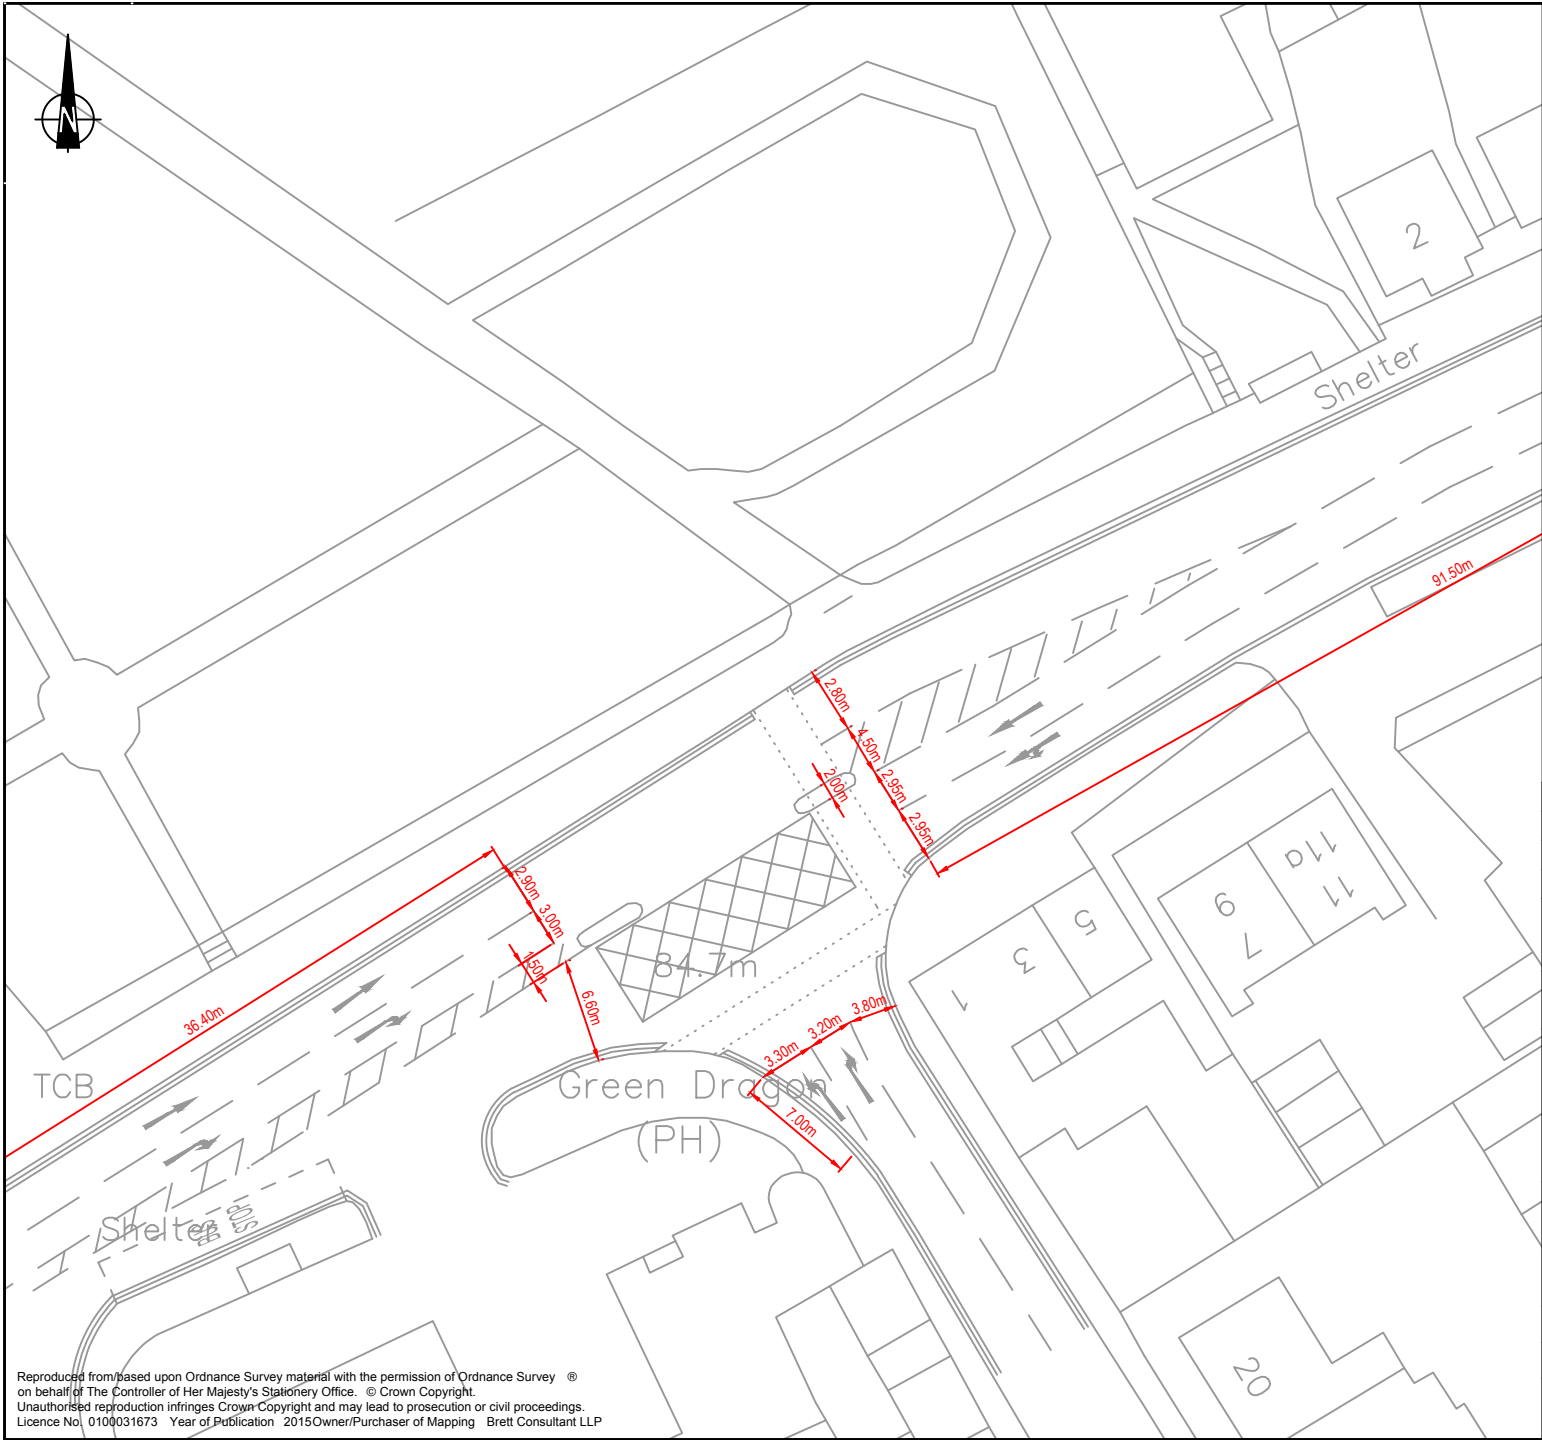 N
2
Shelter
91.50m
2.80m
4.50m
2.00m
2.95m
2.95m
2.90m
3.00m
1.50m
84.7m
6.60m
36.40m
11a
11
9
7
5
3
1
3.80m
3.20m
3.30m
7.00m
TCB
Green Dragon
(PH)
Shelter
BUS
STOP
20
Reproduced from/based upon Ordnance Survey material with the permission of Ordnance Survey ®
on behalf of The Controller of Her Majesty's Stationery Office. © Crown Copyright.
Unauthorised reproduction infringes Crown Copyright and may lead to prosecution or civil proceedings.
Licence No. 0100031673 Year of Publication 2015Owner/Purchaser of Mapping Brett Consultant LLP